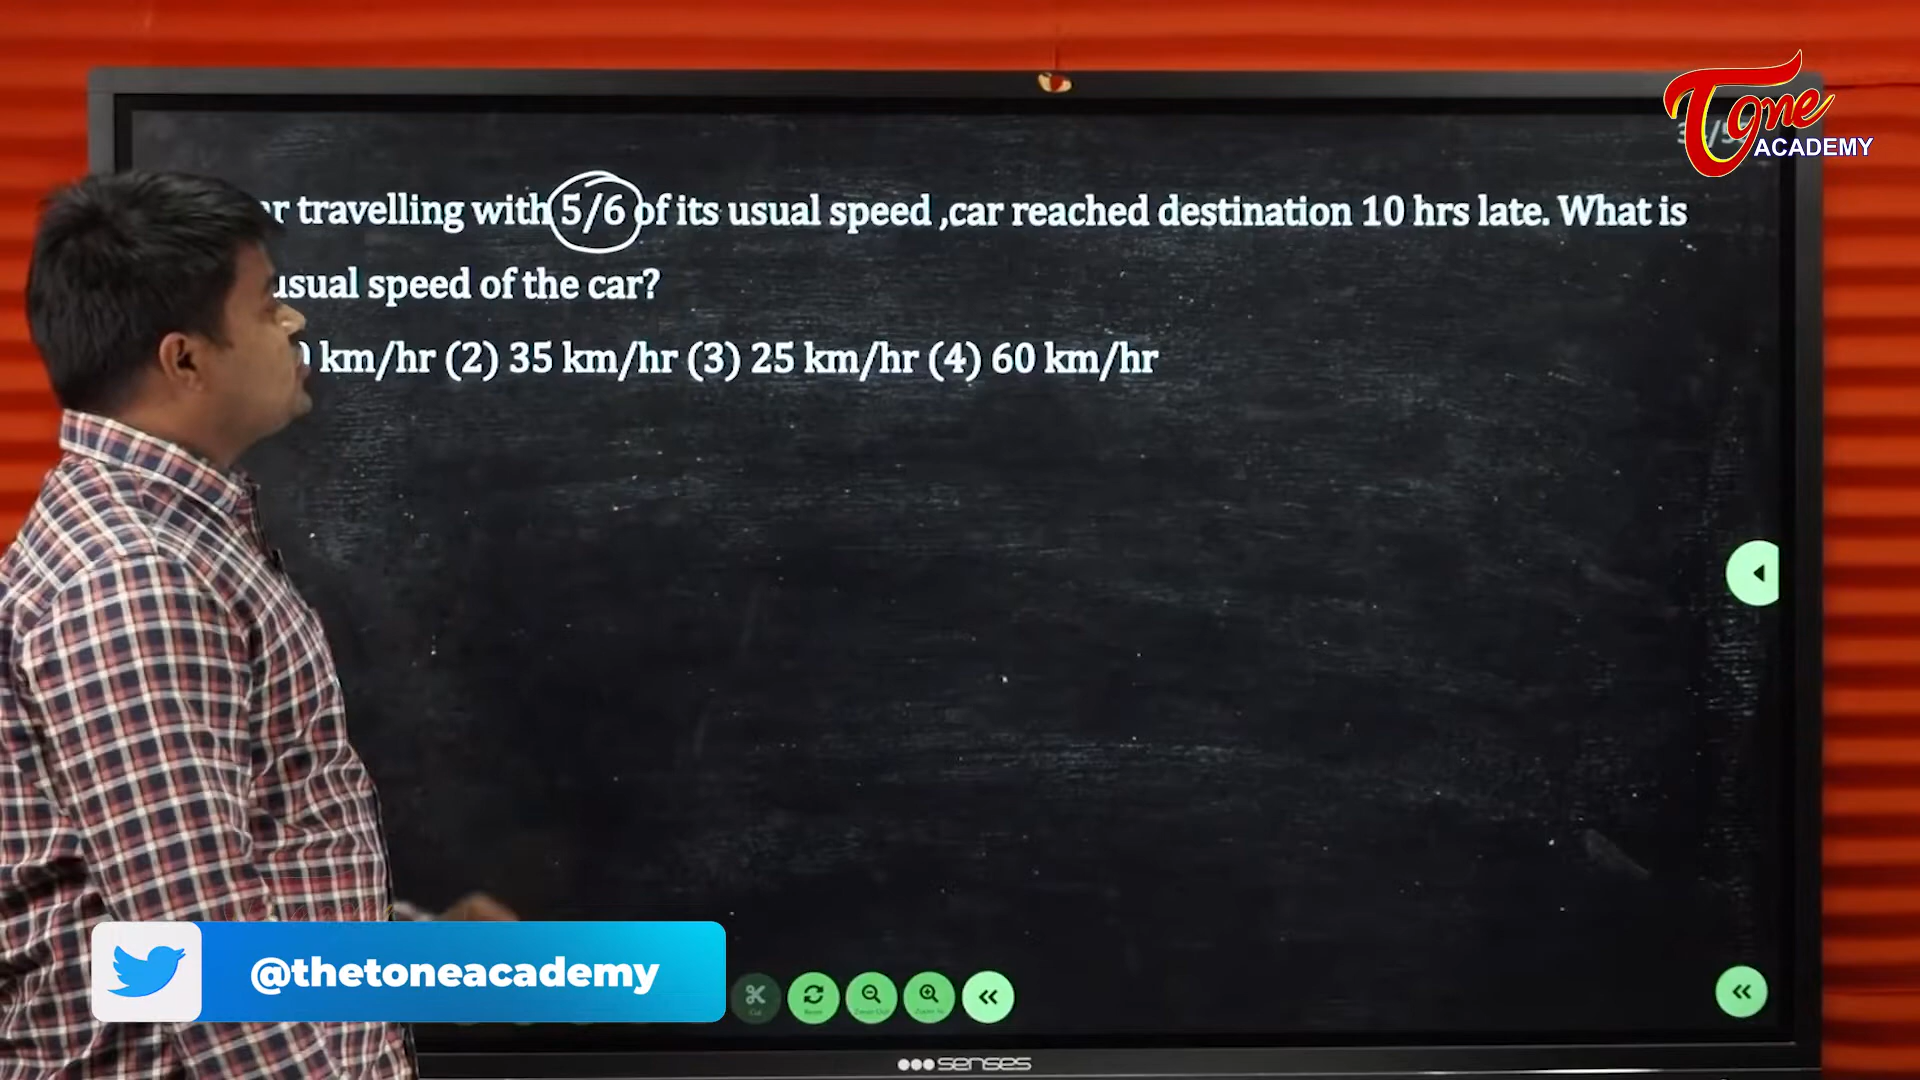 Tone
ACADEMY
travelling with 5/6 of its usual speed ,car reached destination 10 hrs late. What is
usual speed of the car?
km/hr (2) 35 km/hr (3) 25 km/hr (4) 60 km/hr
@thetoneacademy
senses